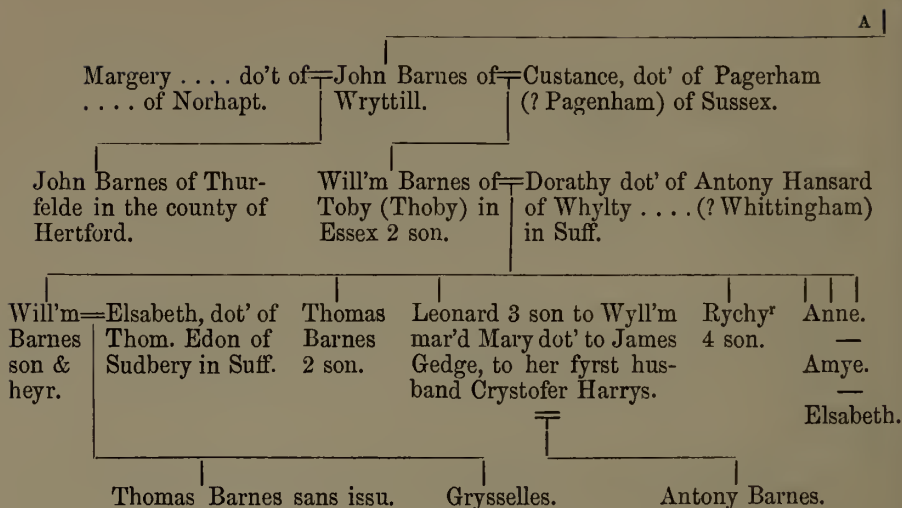 A
Margery .... do't of John Barnes of Custance, dot' of Pagerham
.... of Norhapt. Wryttill. (? Pagenham) of Sussex.
John Barnes of Thur-
felde in the county of
Hertford.
Will'm Barnes of Dorathy dot' of Antony Hansard
Toby (Thoby) in of Whylty .... (? Whittingham)
Essex 2 son. in Suff.
Will'm
Barnes
son &
heyr.
Elsabeth, dot' of
Thom. Edon of
Sudbery in Suff.
Thomas
Barnes
2 son.
Leonard 3 son to Wyll'm
mar'd Mary dot' to James
Gedge, to her fyrst hus-
band Crystofer Harrys.
Rychyʳ
4 son.
Anne.
—
Amye.
—
Elsabeth.
Thomas Barnes sans issu. Grysselles. Antony Barnes.